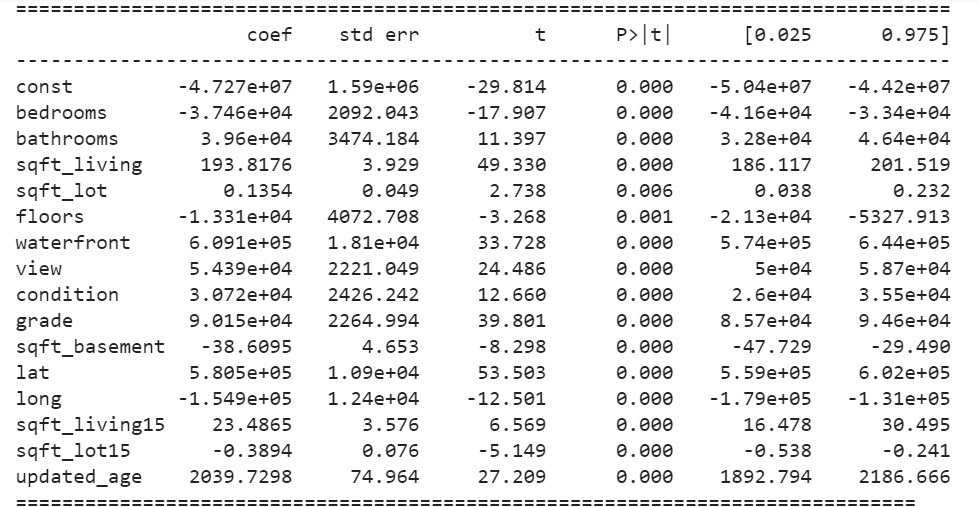 ==============================================================================
                   coef    std err          t      P>|t|      [0.025      0.975]
------------------------------------------------------------------------------
const         -4.727e+07   1.59e+06    -29.814      0.000   -5.04e+07   -4.42e+07
bedrooms      -3.746e+04   2092.043    -17.907      0.000   -4.16e+04   -3.34e+04
bathrooms       3.96e+04   3474.184     11.397      0.000    3.28e+04    4.64e+04
sqft_living     193.8176      3.929     49.330      0.000     186.117     201.519
sqft_lot          0.1354      0.049      2.738      0.006       0.038       0.232
floors        -1.331e+04   4072.708     -3.268      0.001   -2.13e+04   -5327.913
waterfront     6.091e+05   1.81e+04     33.728      0.000    5.74e+05    6.44e+05
view           5.439e+04   2221.049     24.486      0.000       5e+04    5.87e+04
condition      3.072e+04   2426.242     12.660      0.000     2.6e+04    3.55e+04
grade          9.015e+04   2264.994     39.801      0.000    8.57e+04    9.46e+04
sqft_basement   -38.6095      4.653     -8.298      0.000     -47.729     -29.490
lat            5.805e+05   1.09e+04     53.503      0.000    5.59e+05    6.02e+05
long          -1.549e+05   1.24e+04    -12.501      0.000   -1.79e+05   -1.31e+05
sqft_living15    23.4865      3.576      6.569      0.000      16.478      30.495
sqft_lot15       -0.3894      0.076     -5.149      0.000      -0.538      -0.241
updated_age    2039.7298     74.964     27.209      0.000    1892.794    2186.666
==============================================================================